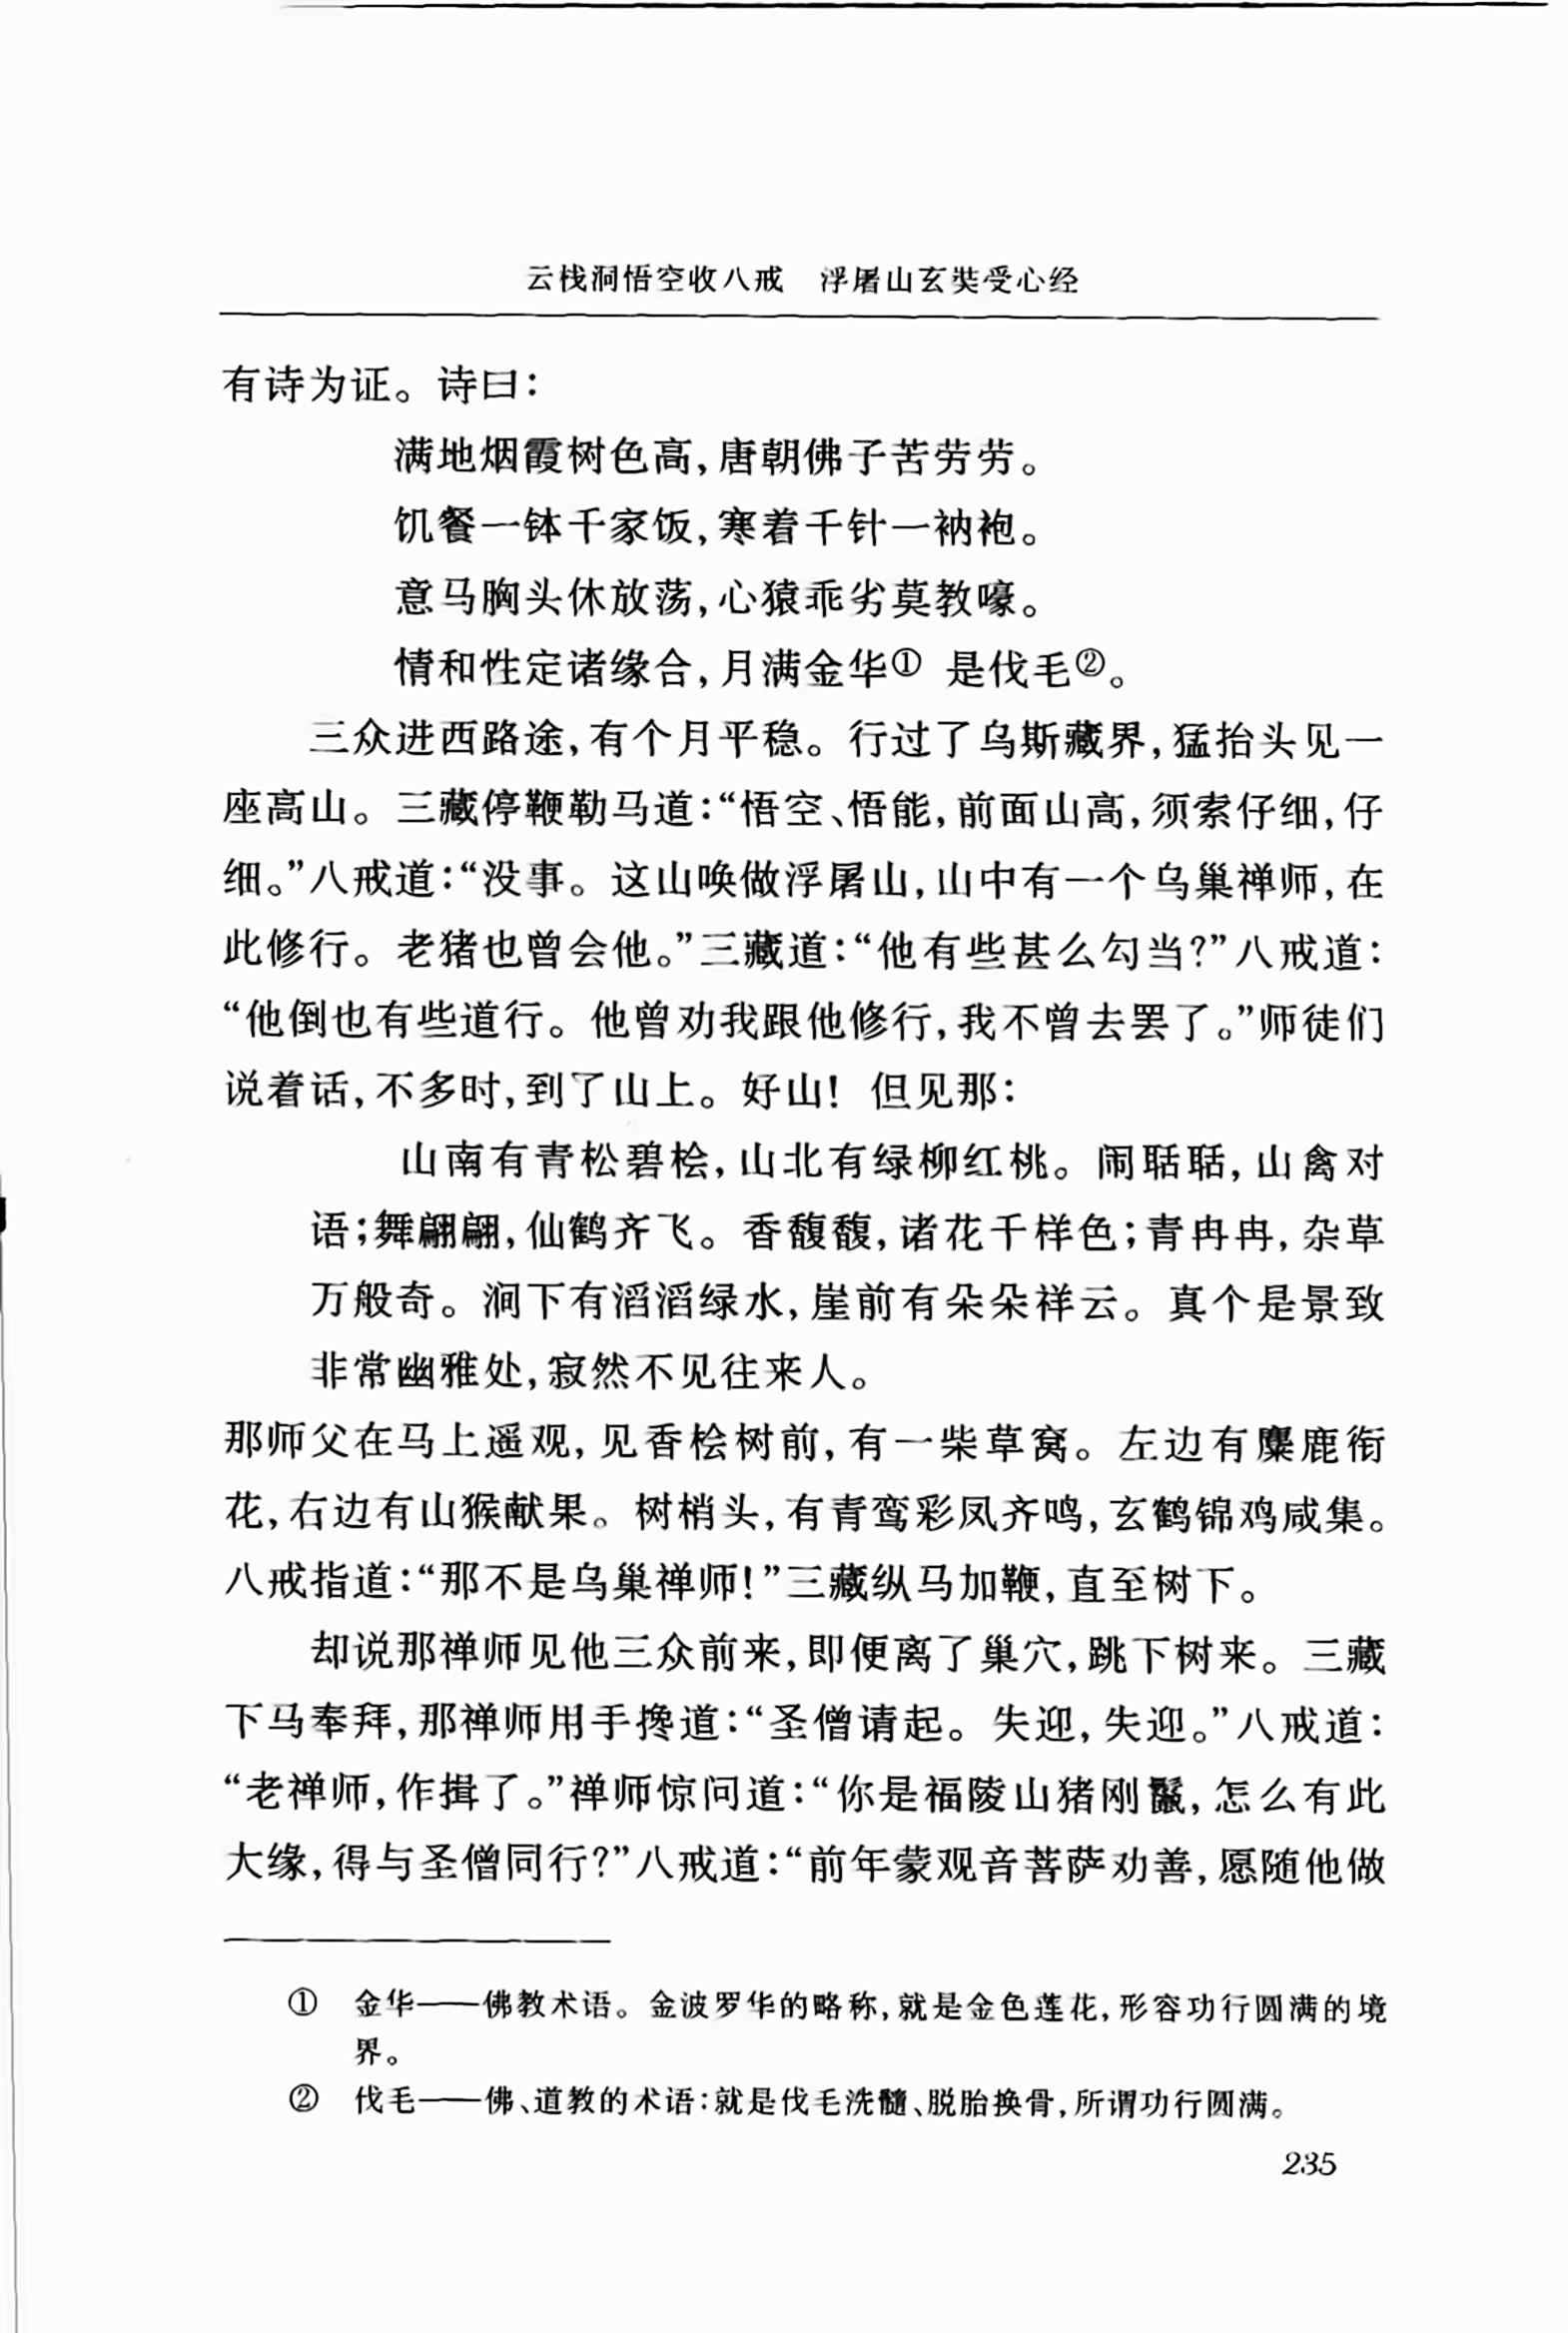 云栈洞悟空收八戒　浮屠山玄奘受心经
有诗为证。诗曰：
满地烟霞树色高，唐朝佛子苦劳劳。
饥餐一钵千家饭，寒着千针一衲袍。
意马胸头休放荡，心猿乖劣莫教嚎。
情和性定诸缘合，月满金华① 是伐毛②。
三众进西路途，有个月平稳。行过了乌斯藏界，猛抬头见一
座高山。三藏停鞭勒马道：“悟空、悟能，前面山高，须索仔细，仔
细。”八戒道：“没事。这山唤做浮屠山，山中有一个乌巢禅师，在
此修行。老猪也曾会他。”三藏道：“他有些甚么勾当？”八戒道：
“他倒也有些道行。他曾劝我跟他修行，我不曾去罢了。”师徒们
说着话，不多时，到了山上。好山！但见那：
山南有青松碧桧，山北有绿柳红桃。闹聒聒，山禽对
语；舞翩翩，仙鹤齐飞。香馥馥，诸花千样色；青冉冉，杂草
万般奇。涧下有滔滔绿水，崖前有朵朵祥云。真个是景致
非常幽雅处，寂然不见往来人。
那师父在马上遥观，见香桧树前，有一柴草窝。左边有麋鹿衔
花，右边有山猴献果。树梢头，有青鸾彩凤齐鸣，玄鹤锦鸡咸集。
八戒指道：“那不是乌巢禅师！”三藏纵马加鞭，直至树下。
却说那禅师见他三众前来，即便离了巢穴，跳下树来。三藏
下马奉拜，那禅师用手搀道：“圣僧请起。失迎，失迎。”八戒道：
“老禅师，作揖了。”禅师惊问道：“你是福陵山猪刚鬣，怎么有此
大缘，得与圣僧同行？”八戒道：“前年蒙观音菩萨劝善，愿随他做
①　金华——佛教术语。金波罗华的略称，就是金色莲花，形容功行圆满的境
界。
②　伐毛——佛、道教的术语：就是伐毛洗髓、脱胎换骨，所谓功行圆满。
235